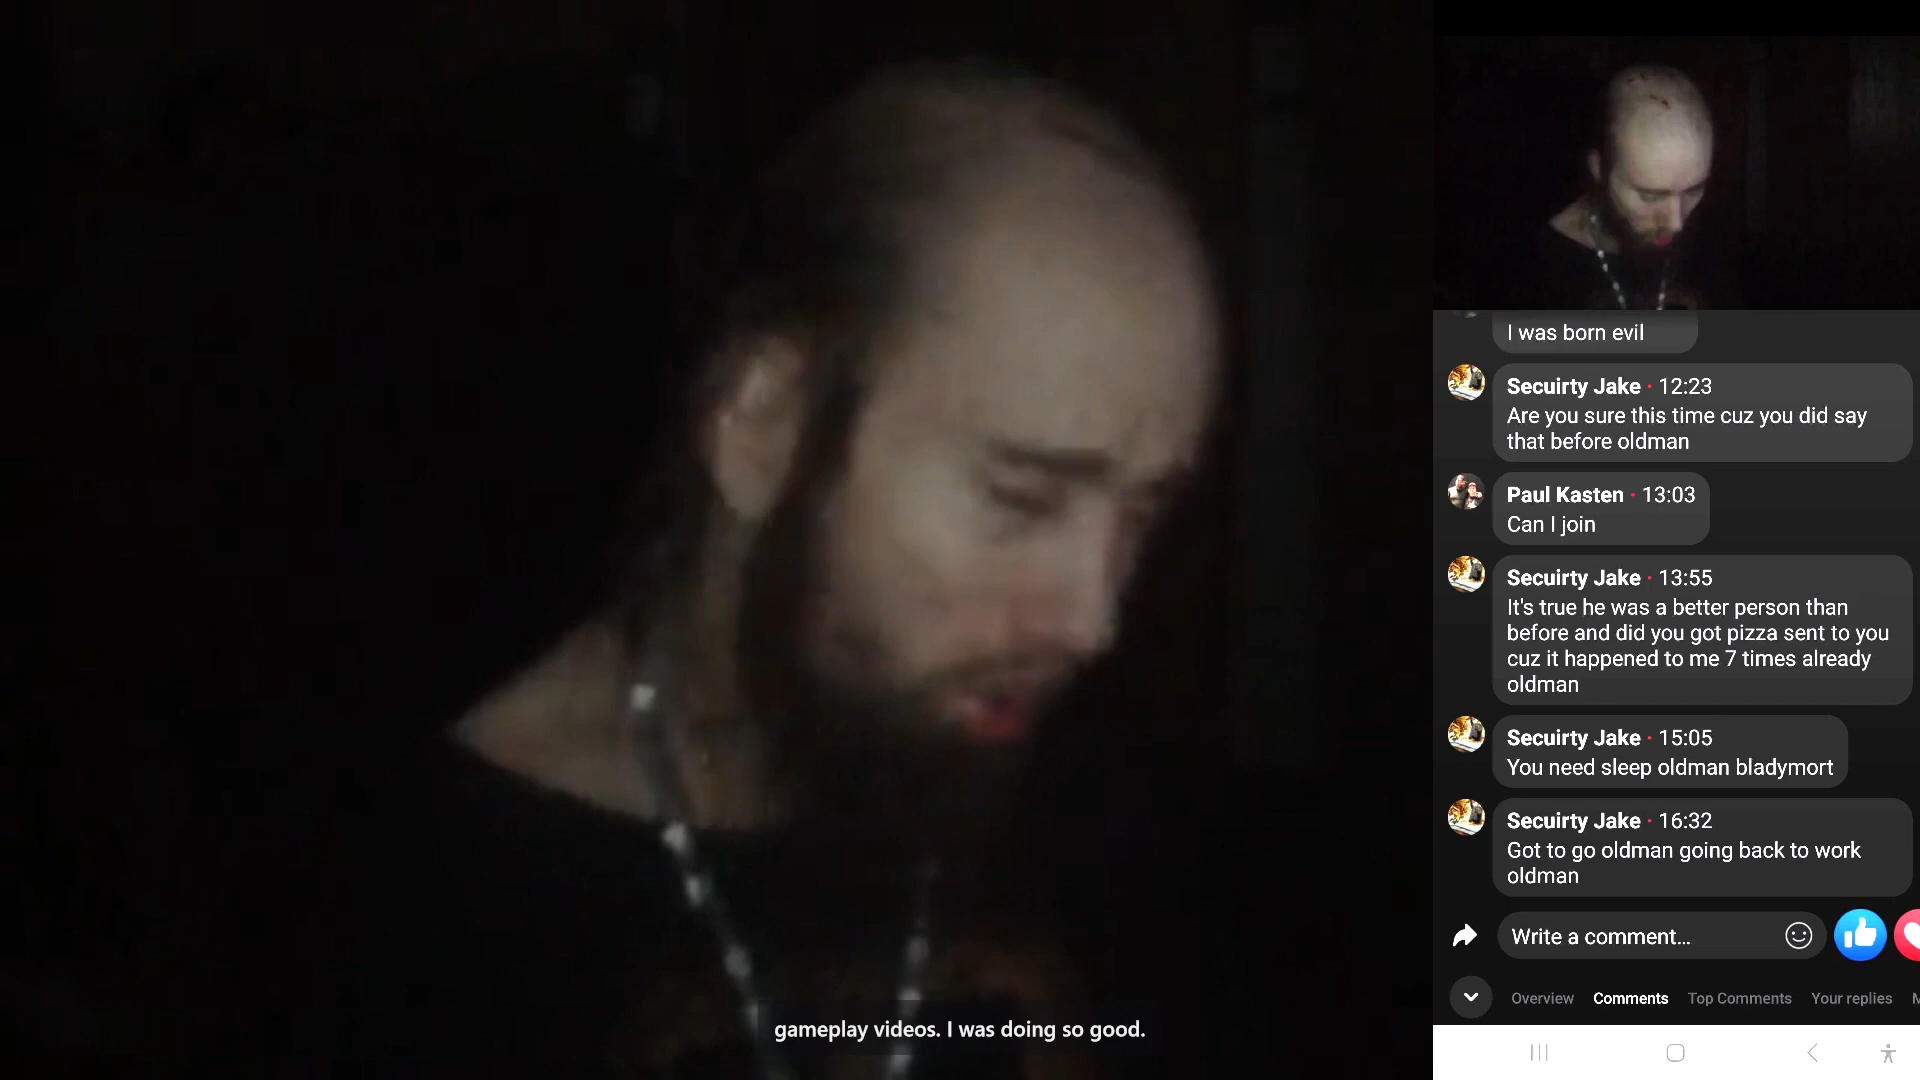 I was born evil
Secuirty Jake · 12:23
Are you sure this time cuz you did say
that before oldman
Paul Kasten · 13:03
Can I join
Secuirty Jake · 13:55
It's true he was a better person than
before and did you got pizza sent to you
cuz it happened to me 7 times already
oldman
Secuirty Jake · 15:05
You need sleep oldman bladymort
Secuirty Jake · 16:32
Got to go oldman going back to work
oldman
Write a comment...
Overview Comments Top Comments Your replies M
gameplay videos. I was doing so good.